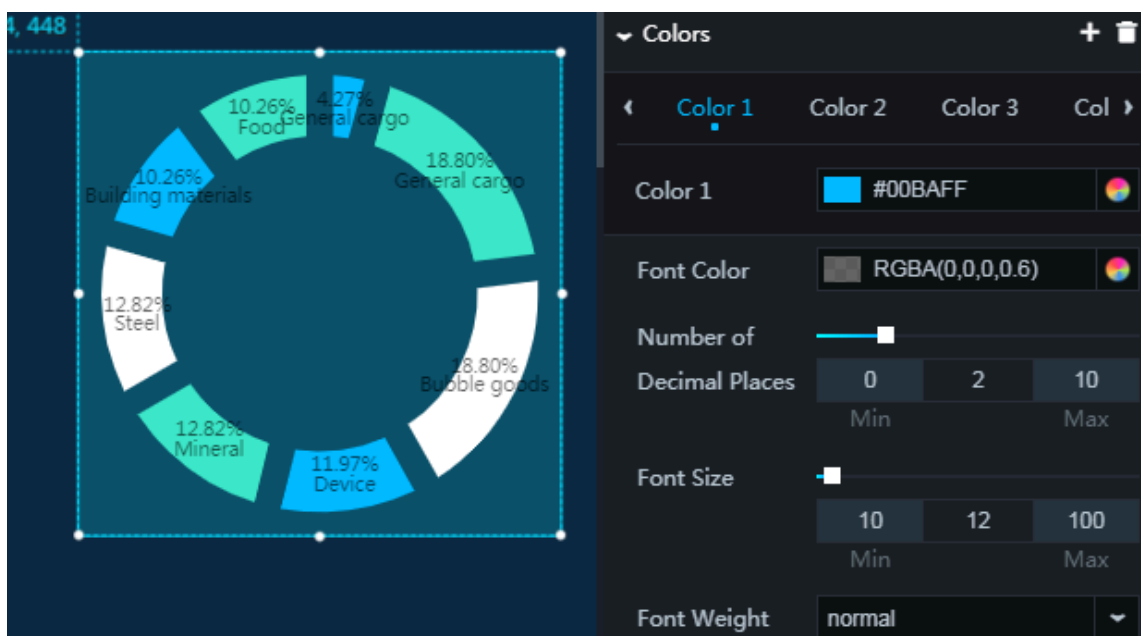 4, 448
10.26%
Food
4.27%
General cargo
18.80%
General cargo
10.26%
Building materials
12.82%
Steel
18.80%
Bubble goods
12.82%
Mineral
11.97%
Device
Colors
Color 1 Color 2 Color 3 Col
Color 1 #00BAFF
Font Color RGBA(0,0,0,0.6)
Number of
Decimal Places 0 2 10
Min Max
Font Size
10 12 100
Min Max
Font Weight normal